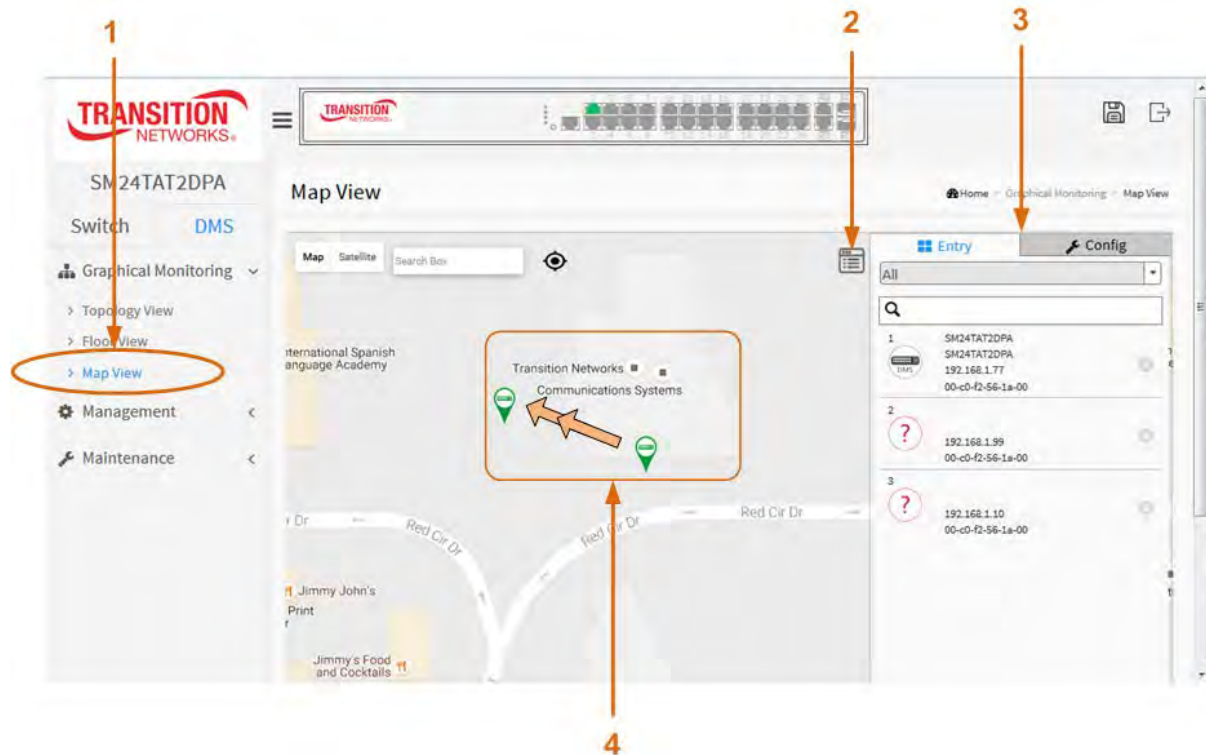 1
2
3
TRANSITION
NETWORKS®
TRANSITION
NETWORKS
SM24TAT2DPA
Map View
Home
Graphical Monitoring
Map View
Switch DMS
Graphical Monitoring
> Topology View
> Floor View
> Map View
Management
Maintenance
Map Satellite
Search Box
Entry
Config
All
International Spanish
anguage Academy
Transition Networks
Communications Systems
Red Cir Dr
Red Cir Dr
Red Cir Dr
r Dr
Jimmy John's
Print
r
Jimmy's Food
and Cocktails
1
SM24TAT2DPA
SM24TAT2DPA
DMS
192.168.1.77
00-c0-f2-56-1a-00
2
?
192.168.1.99
00-c0-f2-56-1a-00
3
?
192.168.1.10
00-c0-f2-56-1a-00
4